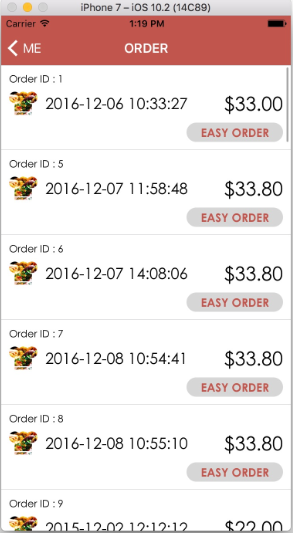 iPhone 7 – iOS 10.2 (14C89)
Carrier 1:19 PM
ME ORDER
Order ID : 1
2016-12-06 10:33:27 $33.00
EASY ORDER
Order ID : 5
2016-12-07 11:58:48 $33.80
EASY ORDER
Order ID : 6
2016-12-07 14:08:06 $33.80
EASY ORDER
Order ID : 7
2016-12-08 10:54:41 $33.80
EASY ORDER
Order ID : 8
2016-12-08 10:55:10 $33.80
EASY ORDER
Order ID : 9
2015-12-02 12:12:12 $22.00